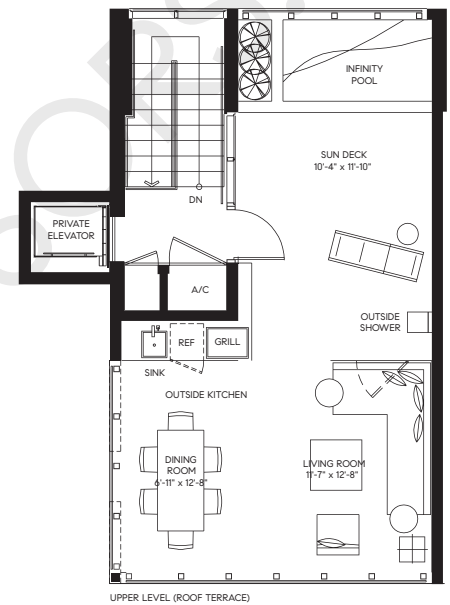 INFINITY
POOL
SUN DECK
10'-4" x 11'-10"
DN
PRIVATE
ELEVATOR
A/C
OUTSIDE
SHOWER
REF
GRILL
SINK
OUTSIDE KITCHEN
DINING
ROOM
6'-11" x 12'-8"
LIVING ROOM
11'-7" x 12'-8"
UPPER LEVEL (ROOF TERRACE)